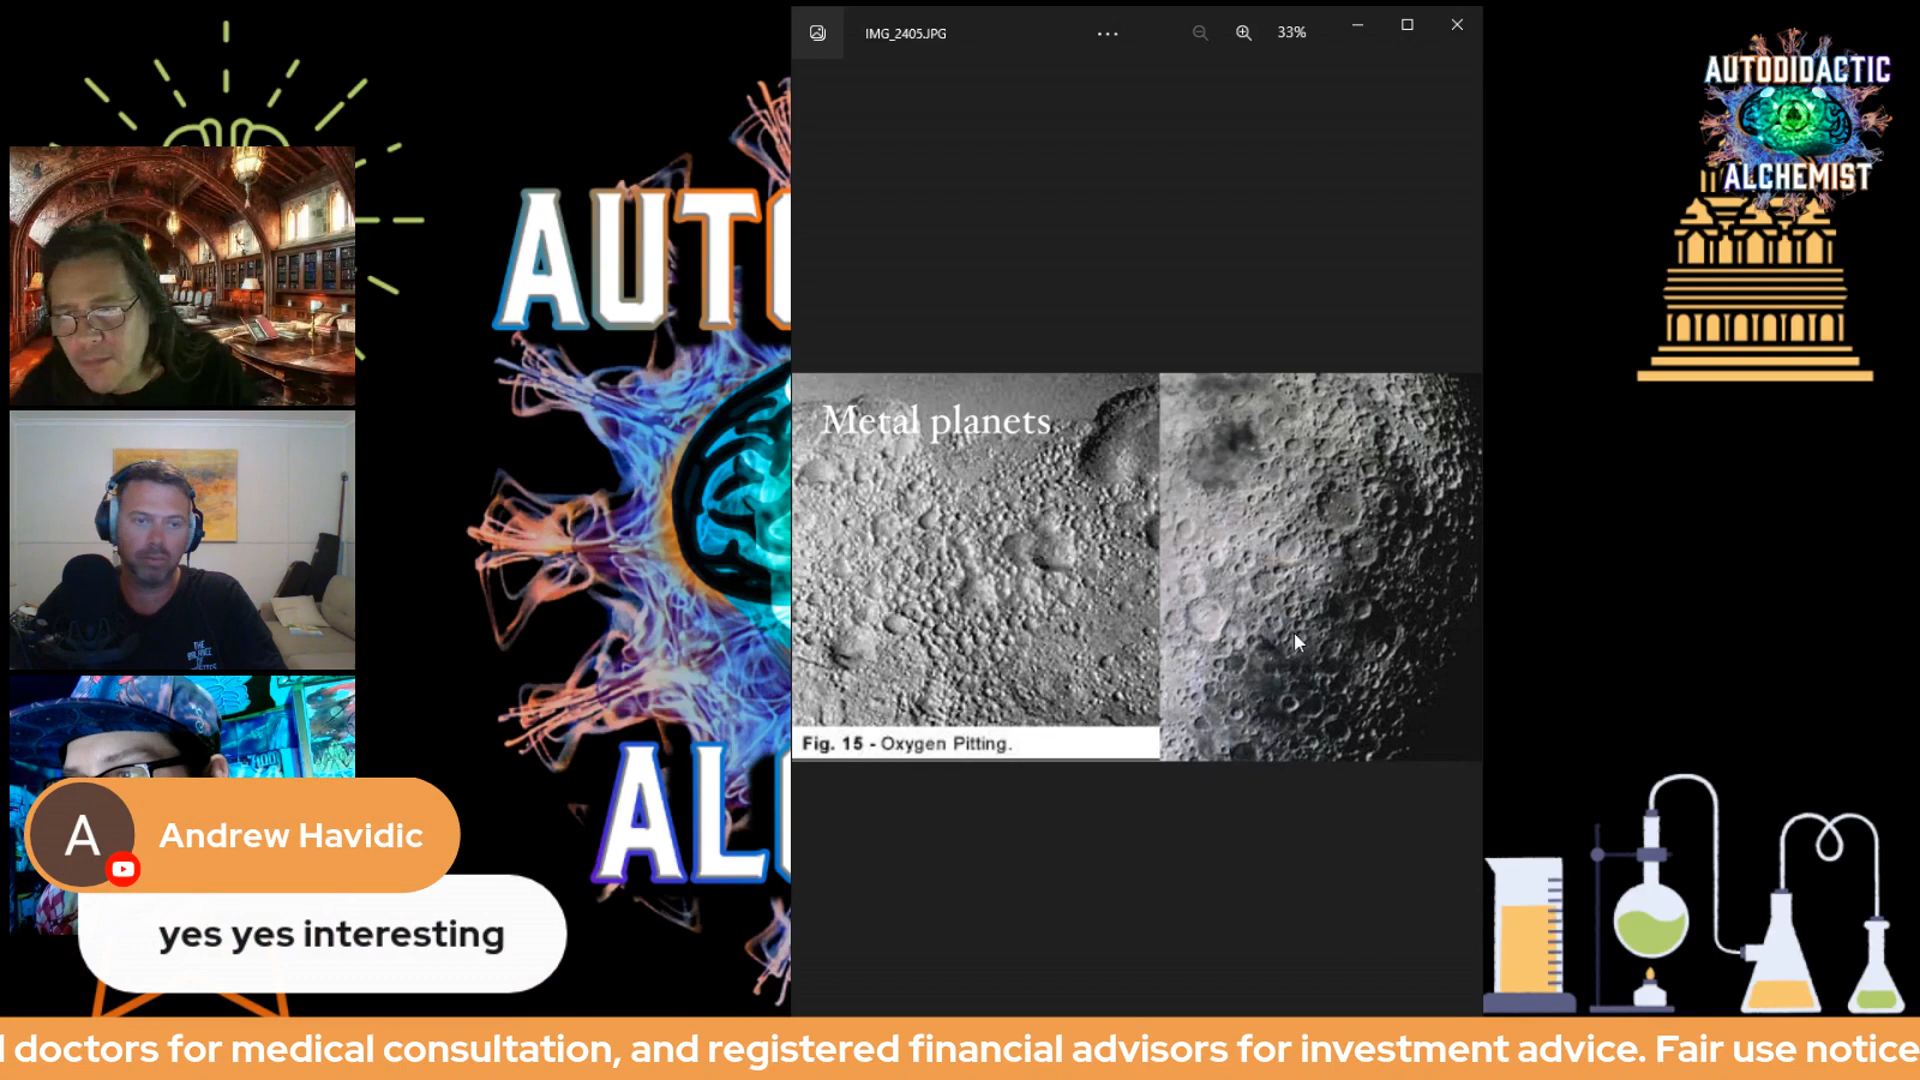 IMG_2405.JPG
33%
AUTODIDACTIC
ALCHEMIST
AUTO
Metal planets
Fig. 15 - Oxygen Pitting.
AL
A
Andrew Havidic
yes yes interesting
doctors for medical consultation, and registered financial advisors for investment advice. Fair use notice